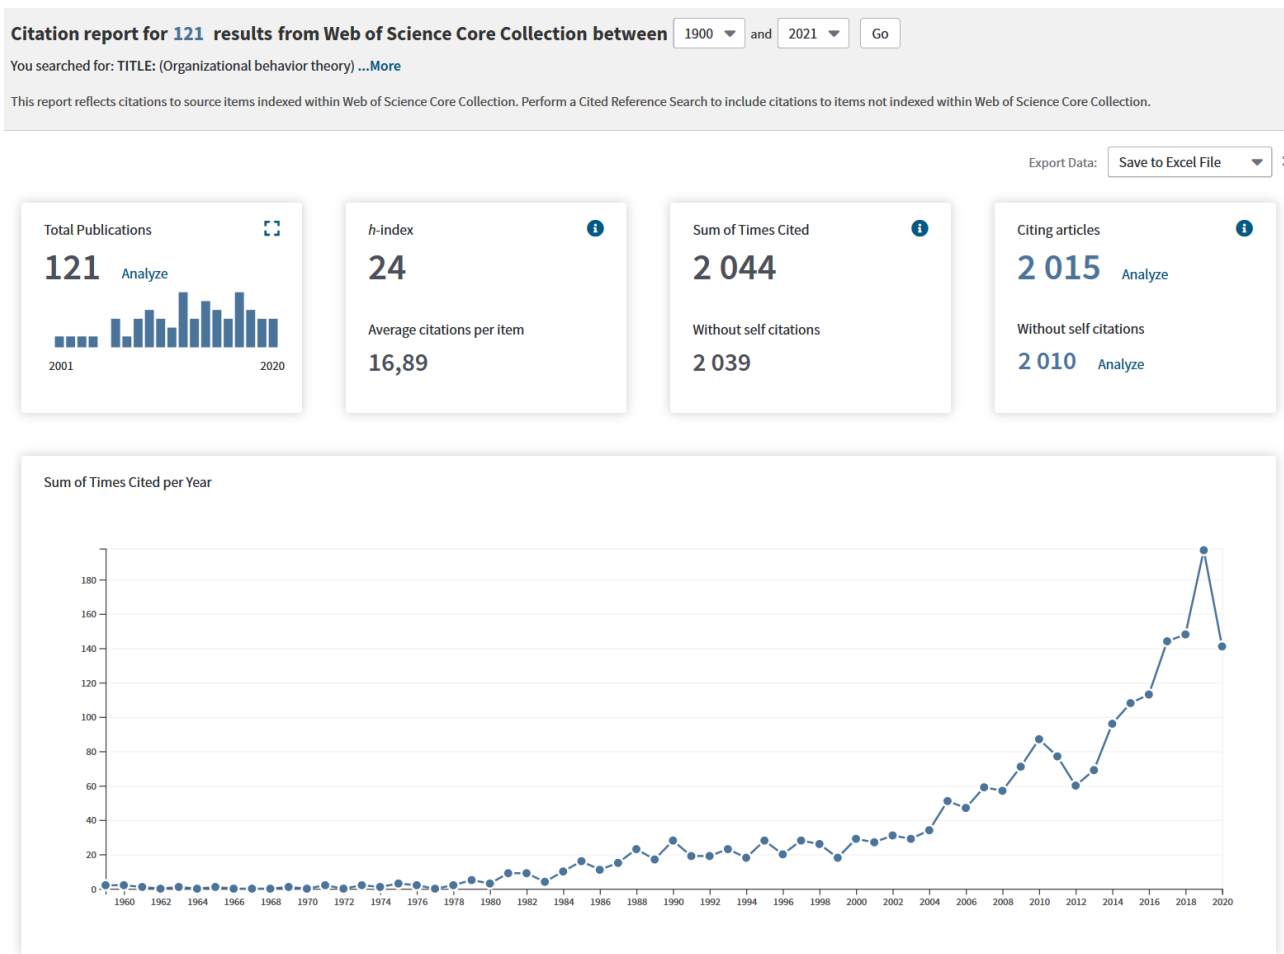 Citation report for 121 results from Web of Science Core Collection between 1900 and 2021 Go
You searched for: TITLE: (Organizational behavior theory) ...More
This report reflects citations to source items indexed within Web of Science Core Collection. Perform a Cited Reference Search to include citations to items not indexed within Web of Science Core Collection.
Export Data: Save to Excel File
Total Publications
121 Analyze
2001 2020
h-index
24
Average citations per item
16,89
Sum of Times Cited
2 044
Without self citations
2 039
Citing articles
2 015 Analyze
Without self citations
2 010 Analyze
Sum of Times Cited per Year
180
160
140
120
100
80
60
40
20
0
1960 1962 1964 1966 1968 1970 1972 1974 1976 1978 1980 1982 1984 1986 1988 1990 1992 1994 1996 1998 2000 2002 2004 2006 2008 2010 2012 2014 2016 2018 2020